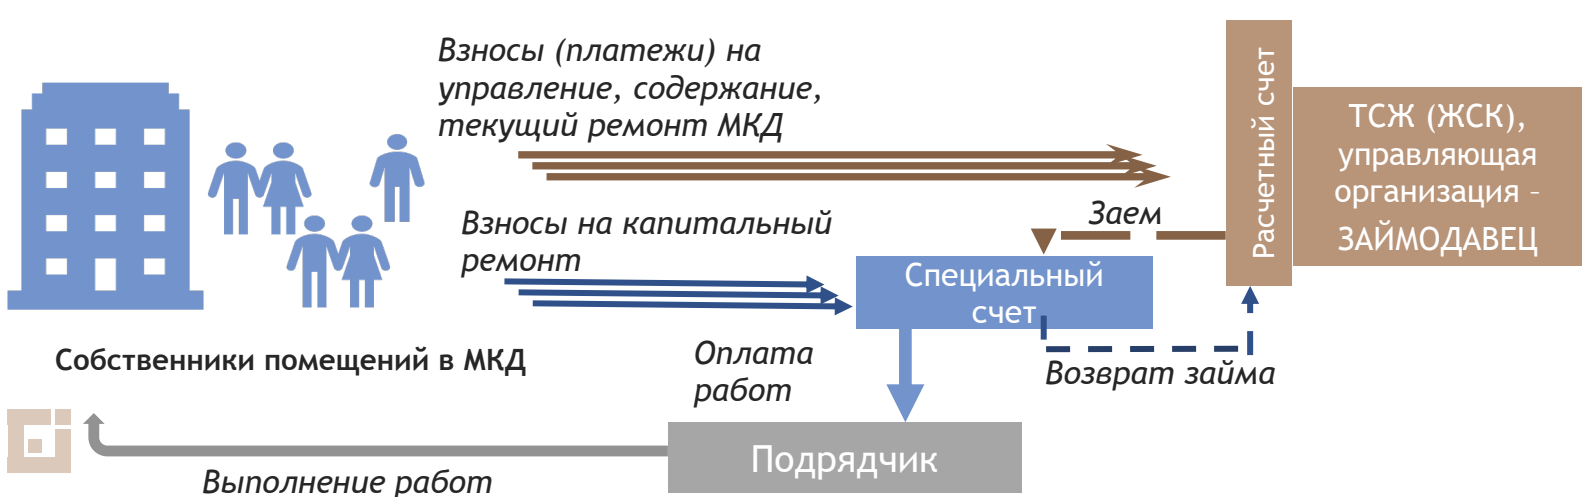 Взносы (платежи) на
управление, содержание,
текущий ремонт МКД
Расчетный счет
ТСЖ (ЖСК),
управляющая
организация –
ЗАЙМОДАВЕЦ
Заем
Взносы на капитальный
ремонт
Специальный
счет
Собственники помещений в МКД
Оплата
работ
Возврат займа
Подрядчик
Выполнение работ